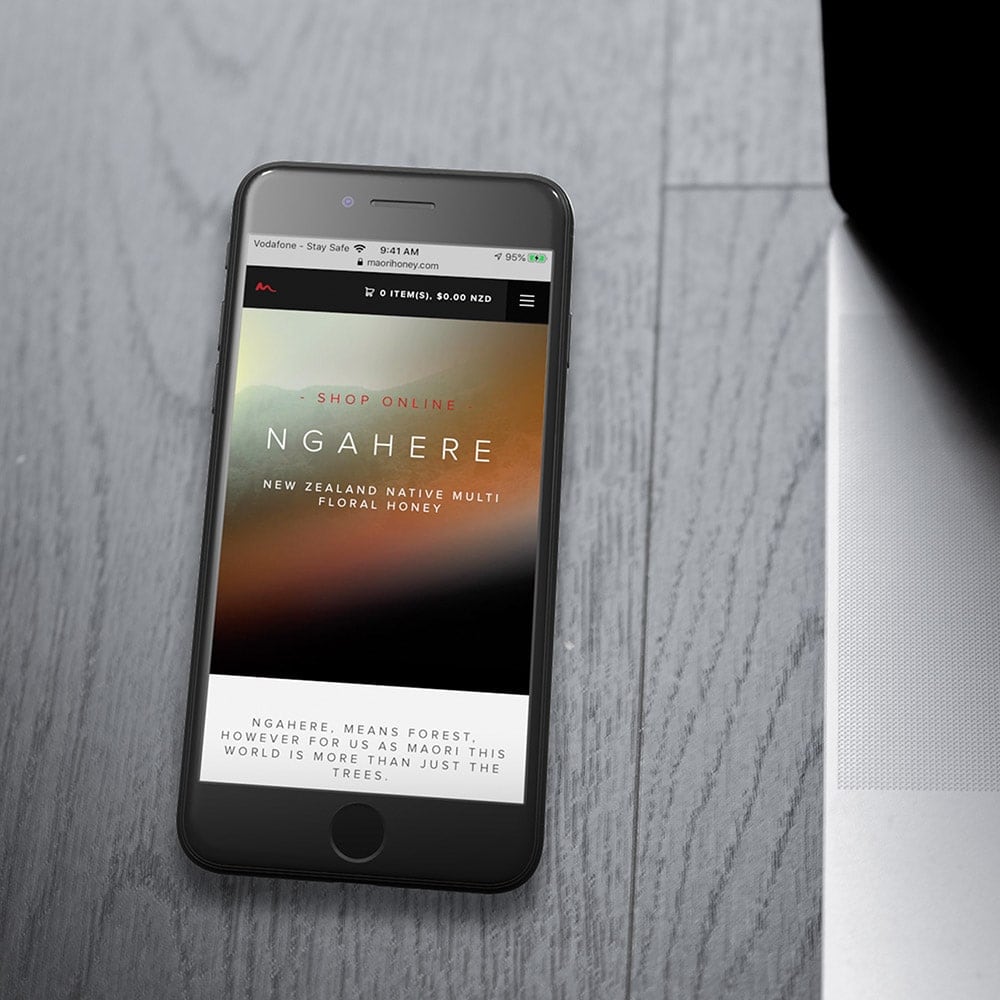 Vodafone - Stay Safe 9:41 AM 95%
maorihoney.com
0 ITEM(S), $0.00 NZD
- SHOP ONLINE -
NGAHERE
NEW ZEALAND NATIVE MULTI
FLORAL HONEY
NGAHERE, MEANS FOREST,
HOWEVER FOR US AS MAORI THIS
WORLD IS MORE THAN JUST THE
TREES.